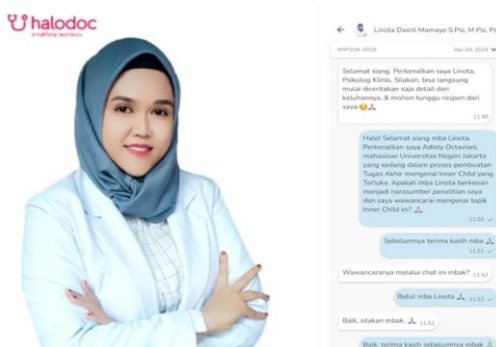 halodoc
Linota Dasril Mamayo S.Psi, M.Psi, Ps
Apr 04, 2024
Selamat siang. Perkenalkan saya Linota,
Psikolog Klinis. Silakan, bisa langsung
mulai diceritakan saja detail dari
keluhannya, & mohon tunggu respon dari
saya.😊🙏
11.50
Halo! Selamat siang mba Linota.
Perkenalkan saya Adisty Octaviani,
mahasiswi Universitas Negeri Jakarta
yang sedang dalam proses pembuatan
Tugas Akhir mengenai Inner Child yang
Terluka. Apakah mba Linota berkenan
menjadi narasumber penelitian saya
dan saya wawancarai mengenai topik
Inner Child ini? 🙏
11.50
Sebelumnya terima kasih mba 🙏
11.51
Wawancaranya melalui chat ini mbak? 11.52
Betul mba Linota 🙏 11.52
Baik, silakan mbak. 🙏 11.52
Baik, terima kasih sebelumnya mbak 🙏